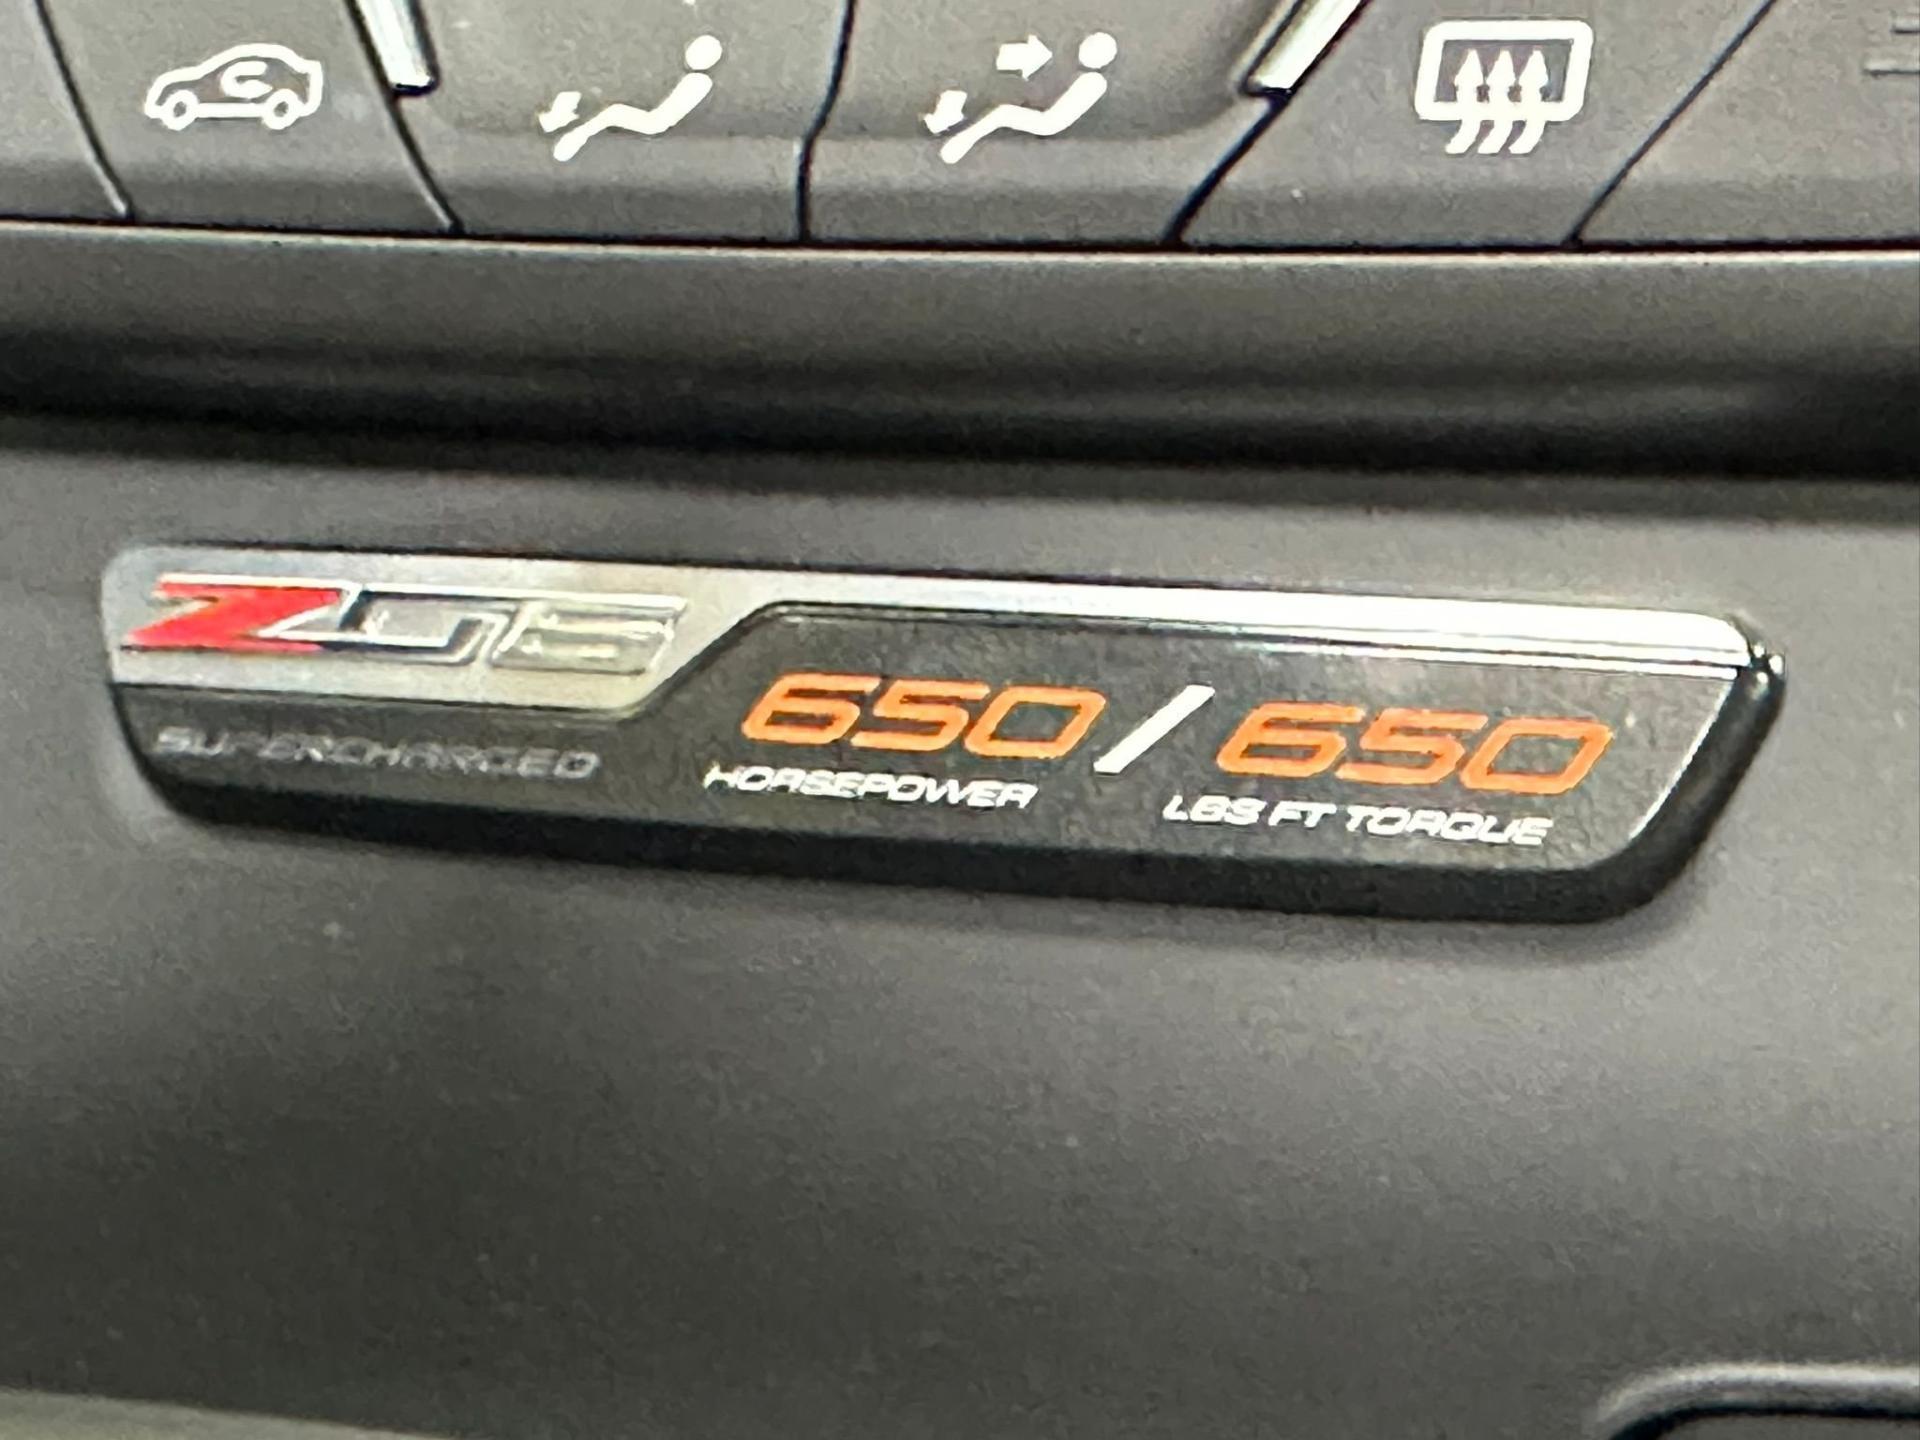 Z06
SUPERCHARGED
650 / 650
HORSEPOWER
LBS FT TORQUE